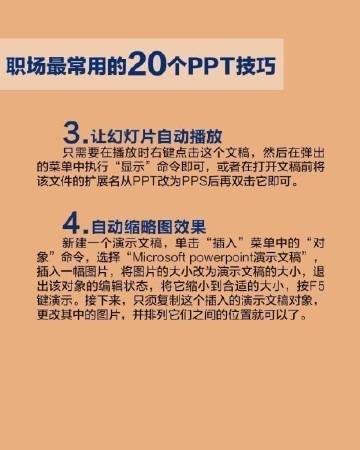 职场最常用的20个PPT技巧
3.让幻灯片自动播放
只需要在播放时右键点击这个文稿，然后在弹出
的菜单中执行“显示”命令即可，或者在打开文稿前将
该文件的扩展名从PPT改为PPS后再双击它即可。
4.自动缩略图效果
新建一个演示文稿，单击“插入”菜单中的“对
象”命令，选择“Microsoft powerpoint演示文稿”，
插入一幅图片，将图片的大小改为演示文稿的大小，退
出该对象的编辑状态，将它缩小到合适的大小，按F5
键演示。接下来，只须复制这个插入的演示文稿对象，
更改其中的图片，并排列它们之间的位置就可以了。